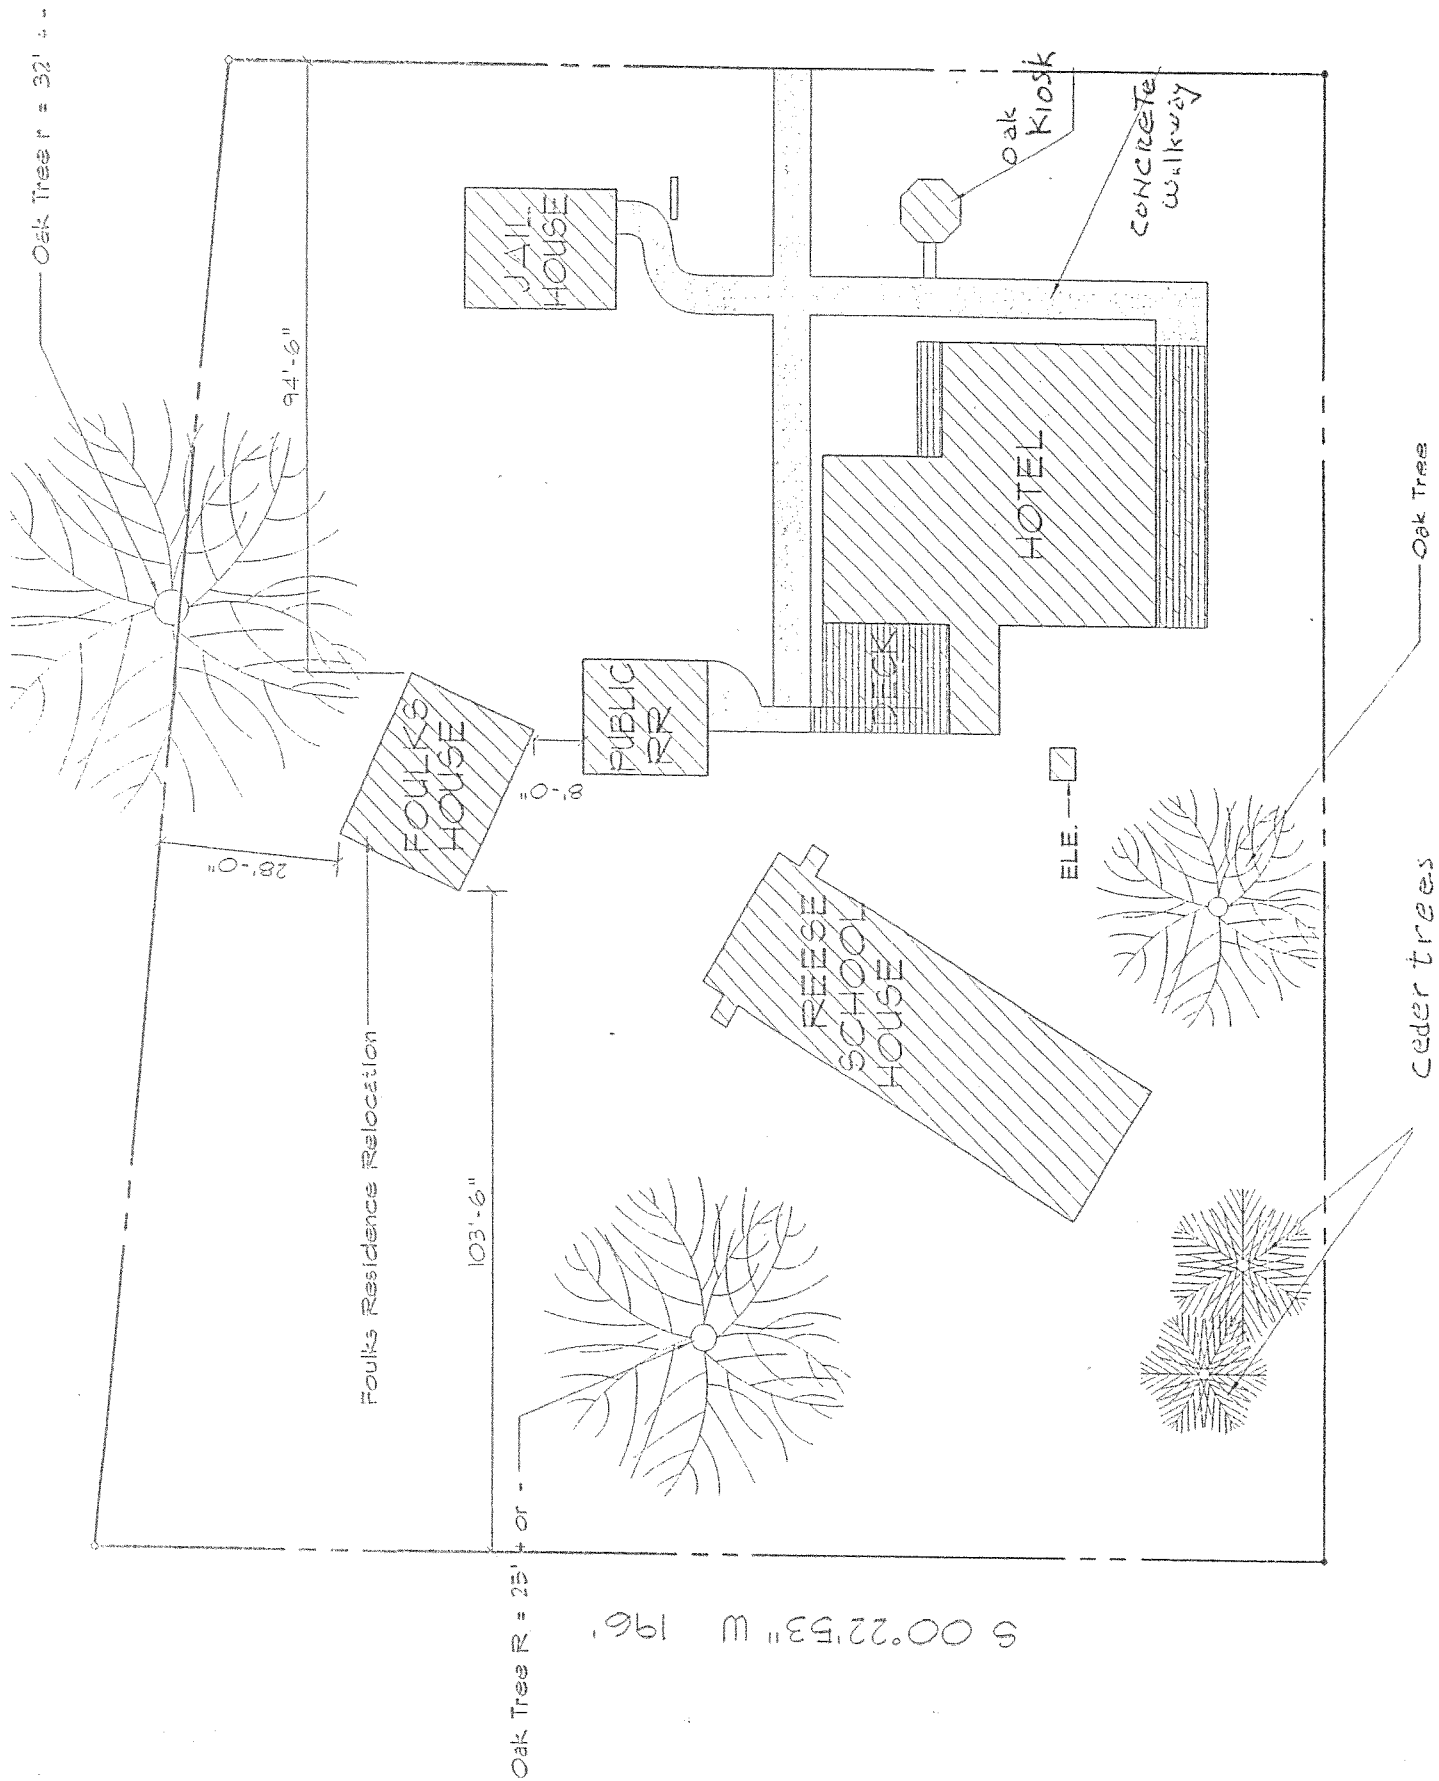 Oak Tree r = 32' + -
94'-6"
JAIL
HOUSE
Oak
Kiosk
CONCRETE
Walkway
FOULKS
HOUSE
28'-0"
8'-0"
PUBLIC
RR
DECK
HOTEL
ELE.
Oak Tree
Foulks Residence Relocation
103'-6"
REESE
SCHOOL
HOUSE
Ceder trees
Oak Tree R = 25' + or -
S 00°22'53" W 196'